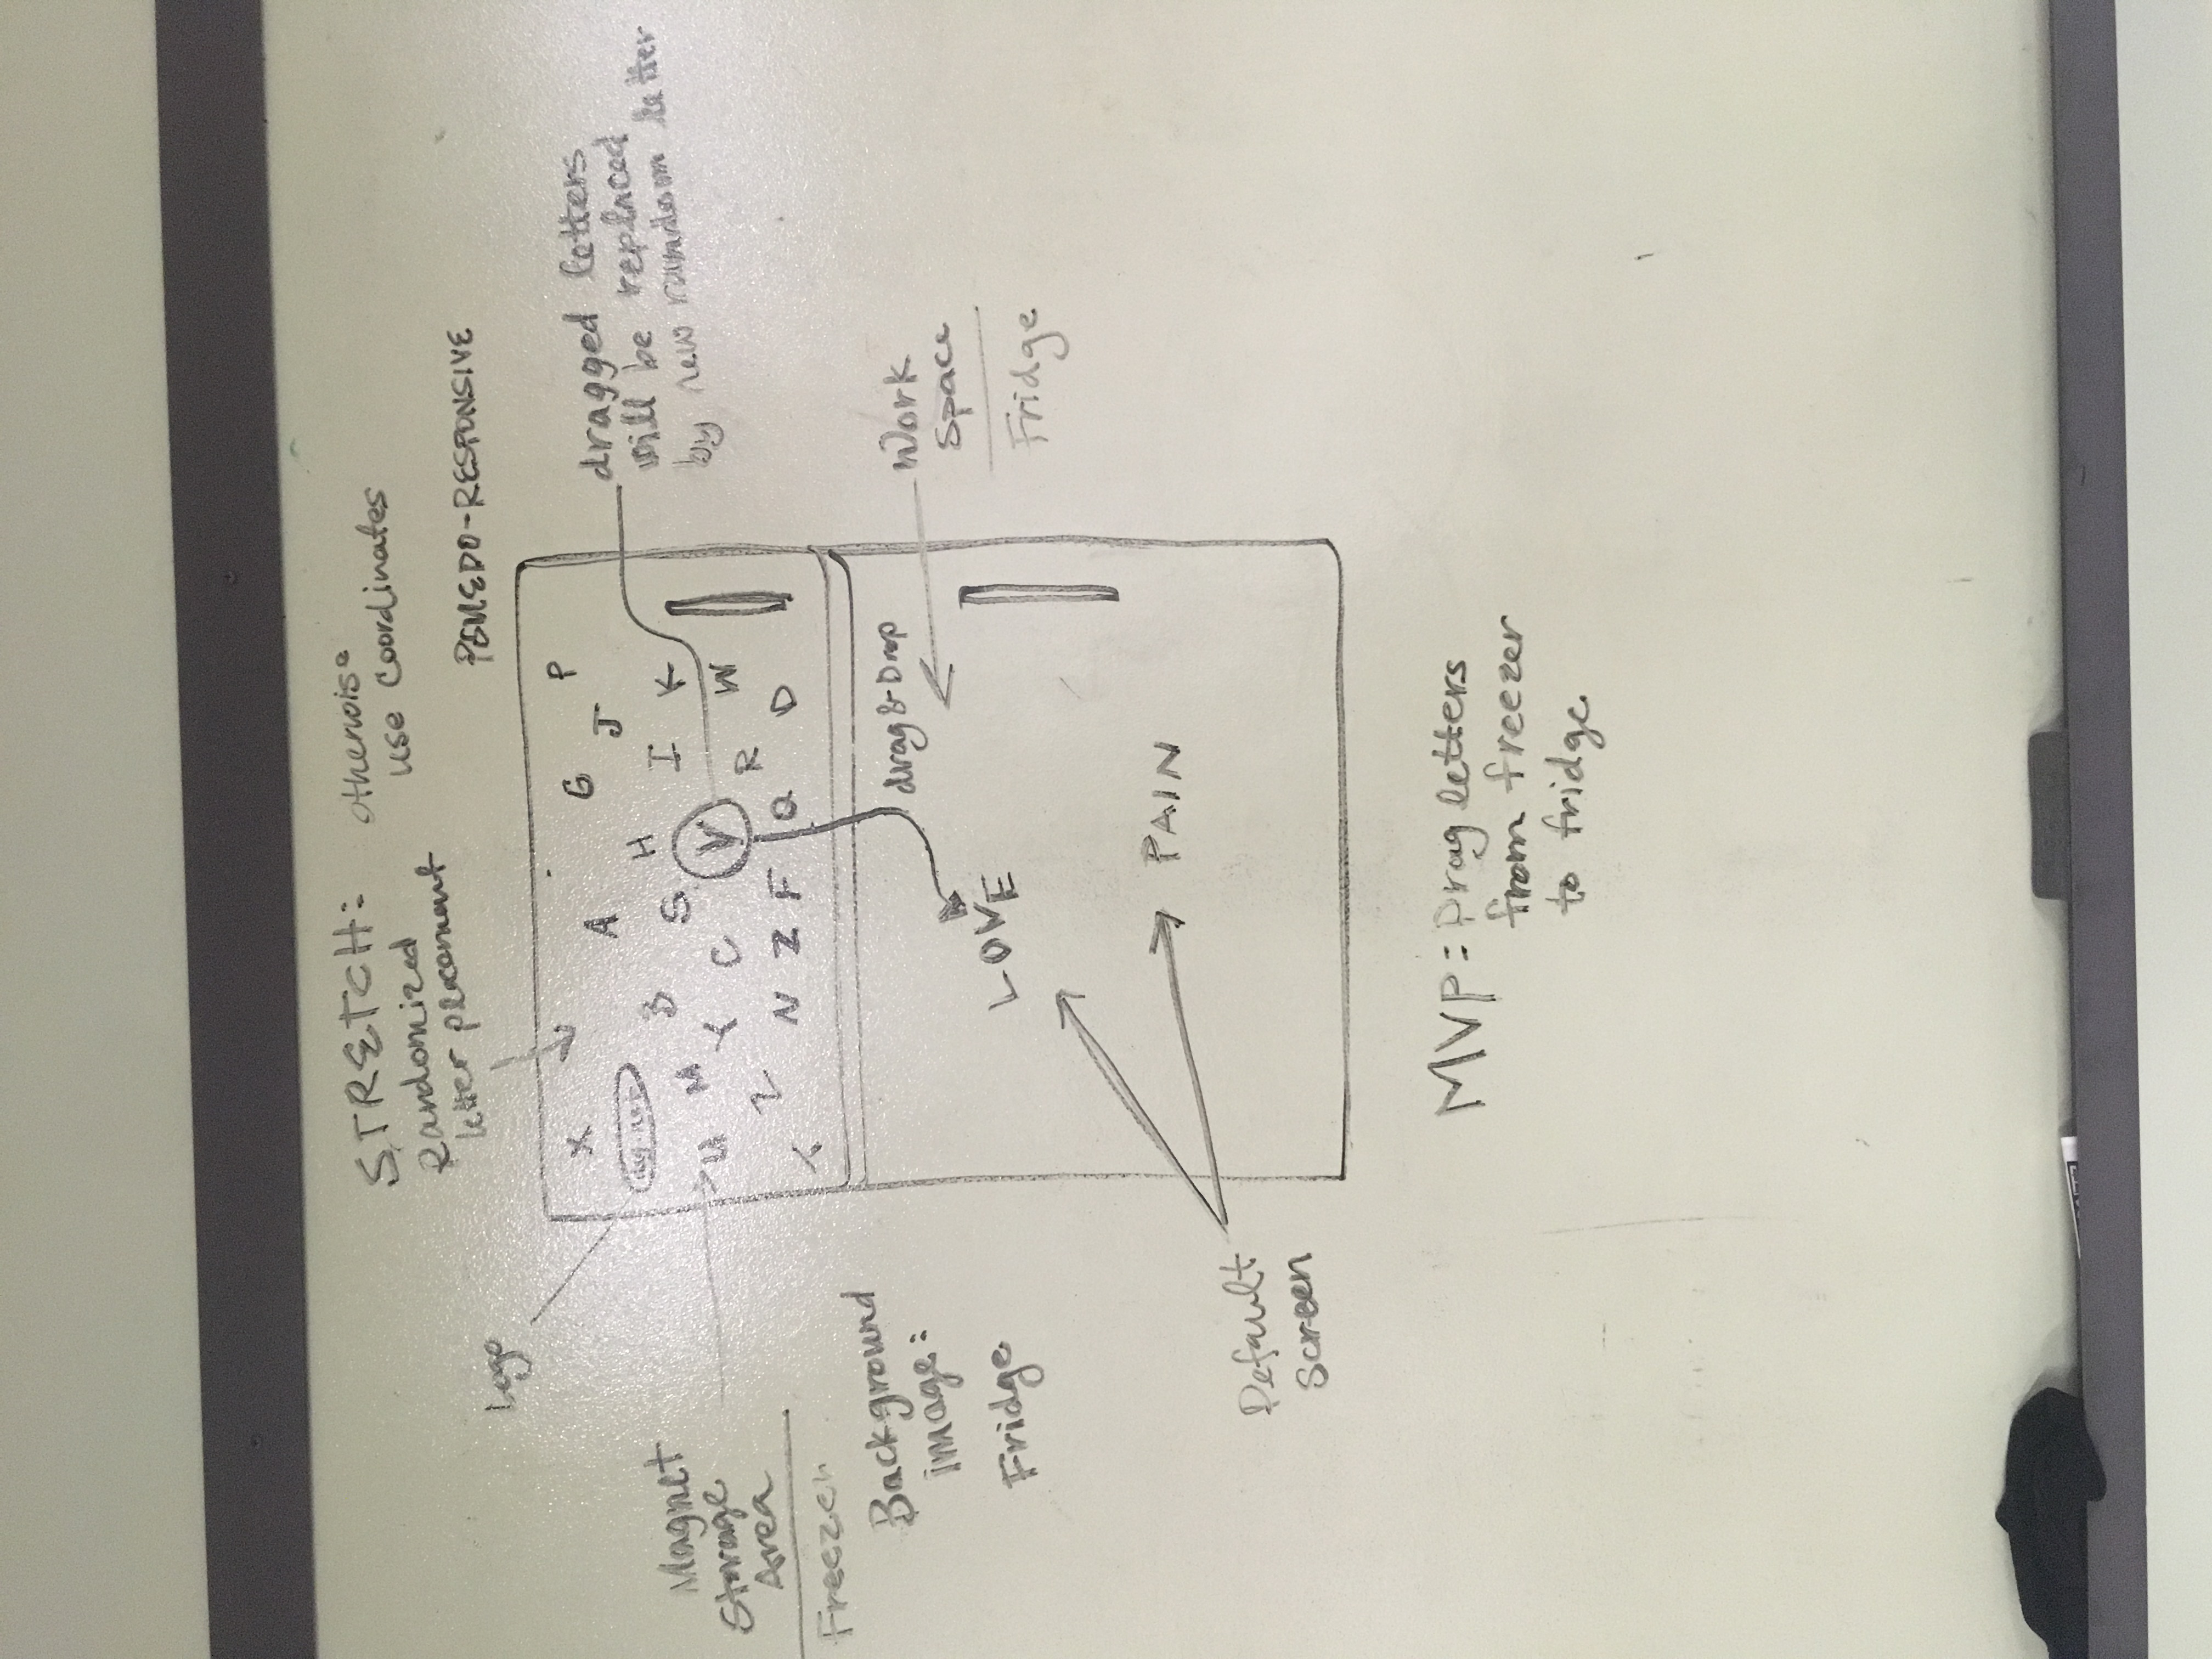 STRETCH:
Randomized
letter placement
otherwise
use coordinates
PSUEDO-RESPONSIVE
Logo
X
A
G
J
P
H
B
S
I
K
M
U
Y
C
V
R
W
Z
N
Z
F
Q
D
T
Magnet
Storage
Area
Freezer
Background
image:
Fridge
dragged letters
will be replaced
by new random letter
drag & Drop
LOVE
PAIN
Work
Space
Fridge
Default
Screen
MVP: Drag letters
from freezer
to fridge